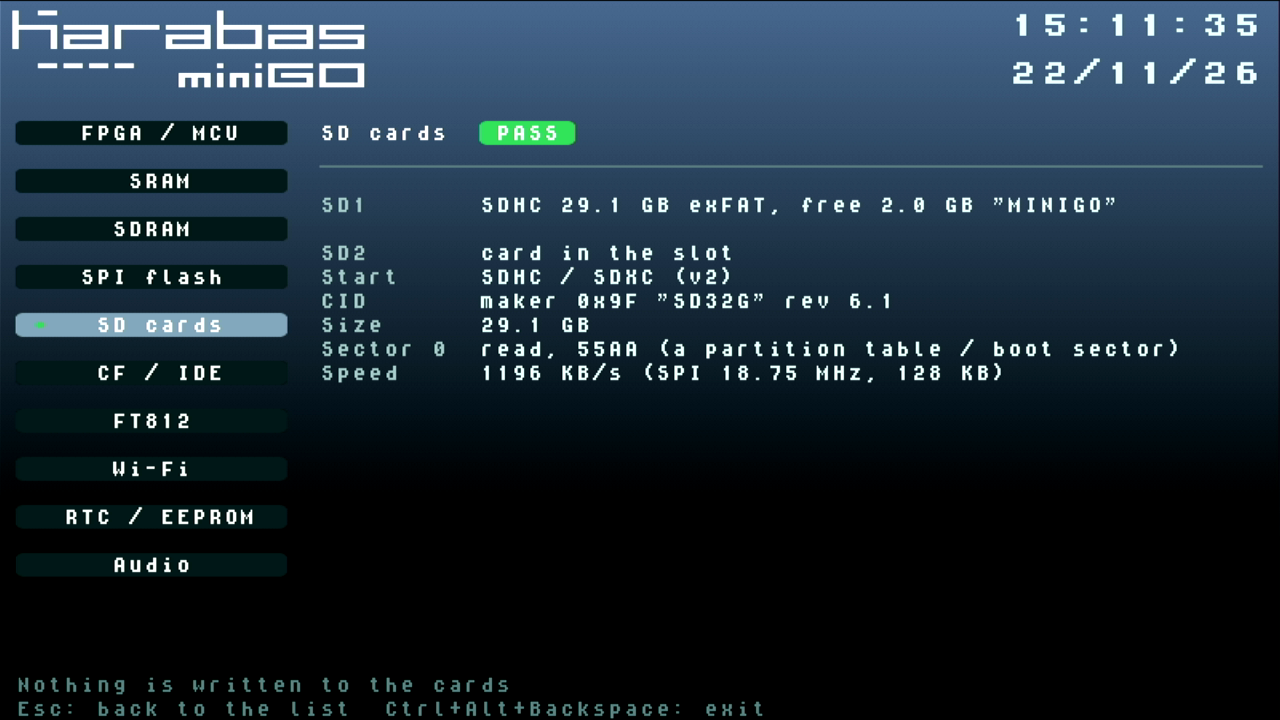 karabas
miniGO
15:11:35
22/11/26
FPGA / MCU
SRAM
SDRAM
SPI flash
SD cards
CF / IDE
FT812
Wi-Fi
RTC / EEPROM
Audio
SD cards PASS
SD1 SDHC 29.1 GB exFAT, free 2.0 GB "MINIGO"
SD2 card in the slot
Start SDHC / SDXC (v2)
CID maker 0x9F "SD32G" rev 6.1
Size 29.1 GB
Sector 0 read, 55AA (a partition table / boot sector)
Speed 1196 KB/s (SPI 18.75 MHz, 128 KB)
Nothing is written to the cards
Esc: back to the list Ctrl+Alt+Backspace: exit